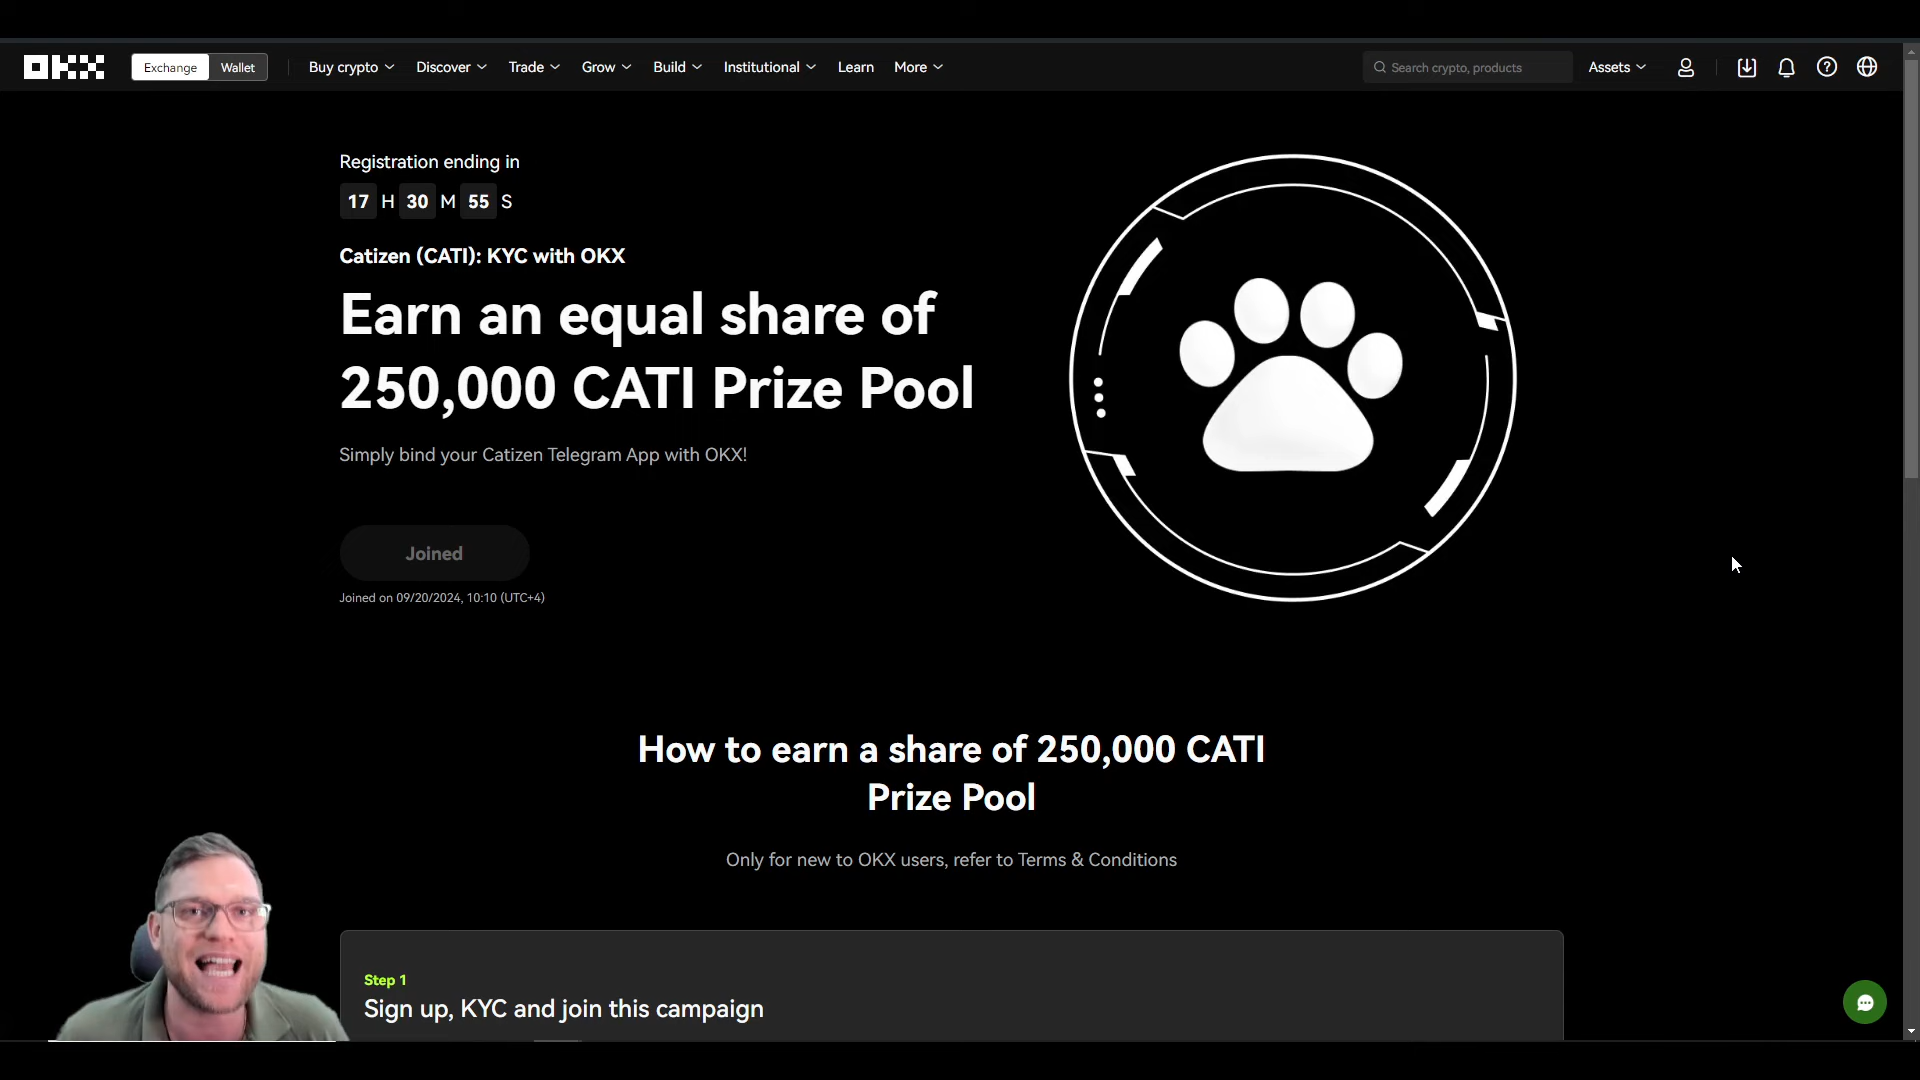 OKX
Exchange Wallet
Buy crypto Discover Trade Grow Build Institutional Learn More
Search crypto, products
Assets
Registration ending in
17 H 30 M 55 S
Catizen (CATI): KYC with OKX
Earn an equal share of
250,000 CATI Prize Pool
Simply bind your Catizen Telegram App with OKX!
Joined
Joined on 09/20/2024, 10:10 (UTC+4)
How to earn a share of 250,000 CATI
Prize Pool
Only for new to OKX users, refer to Terms & Conditions
Step 1
Sign up, KYC and join this campaign